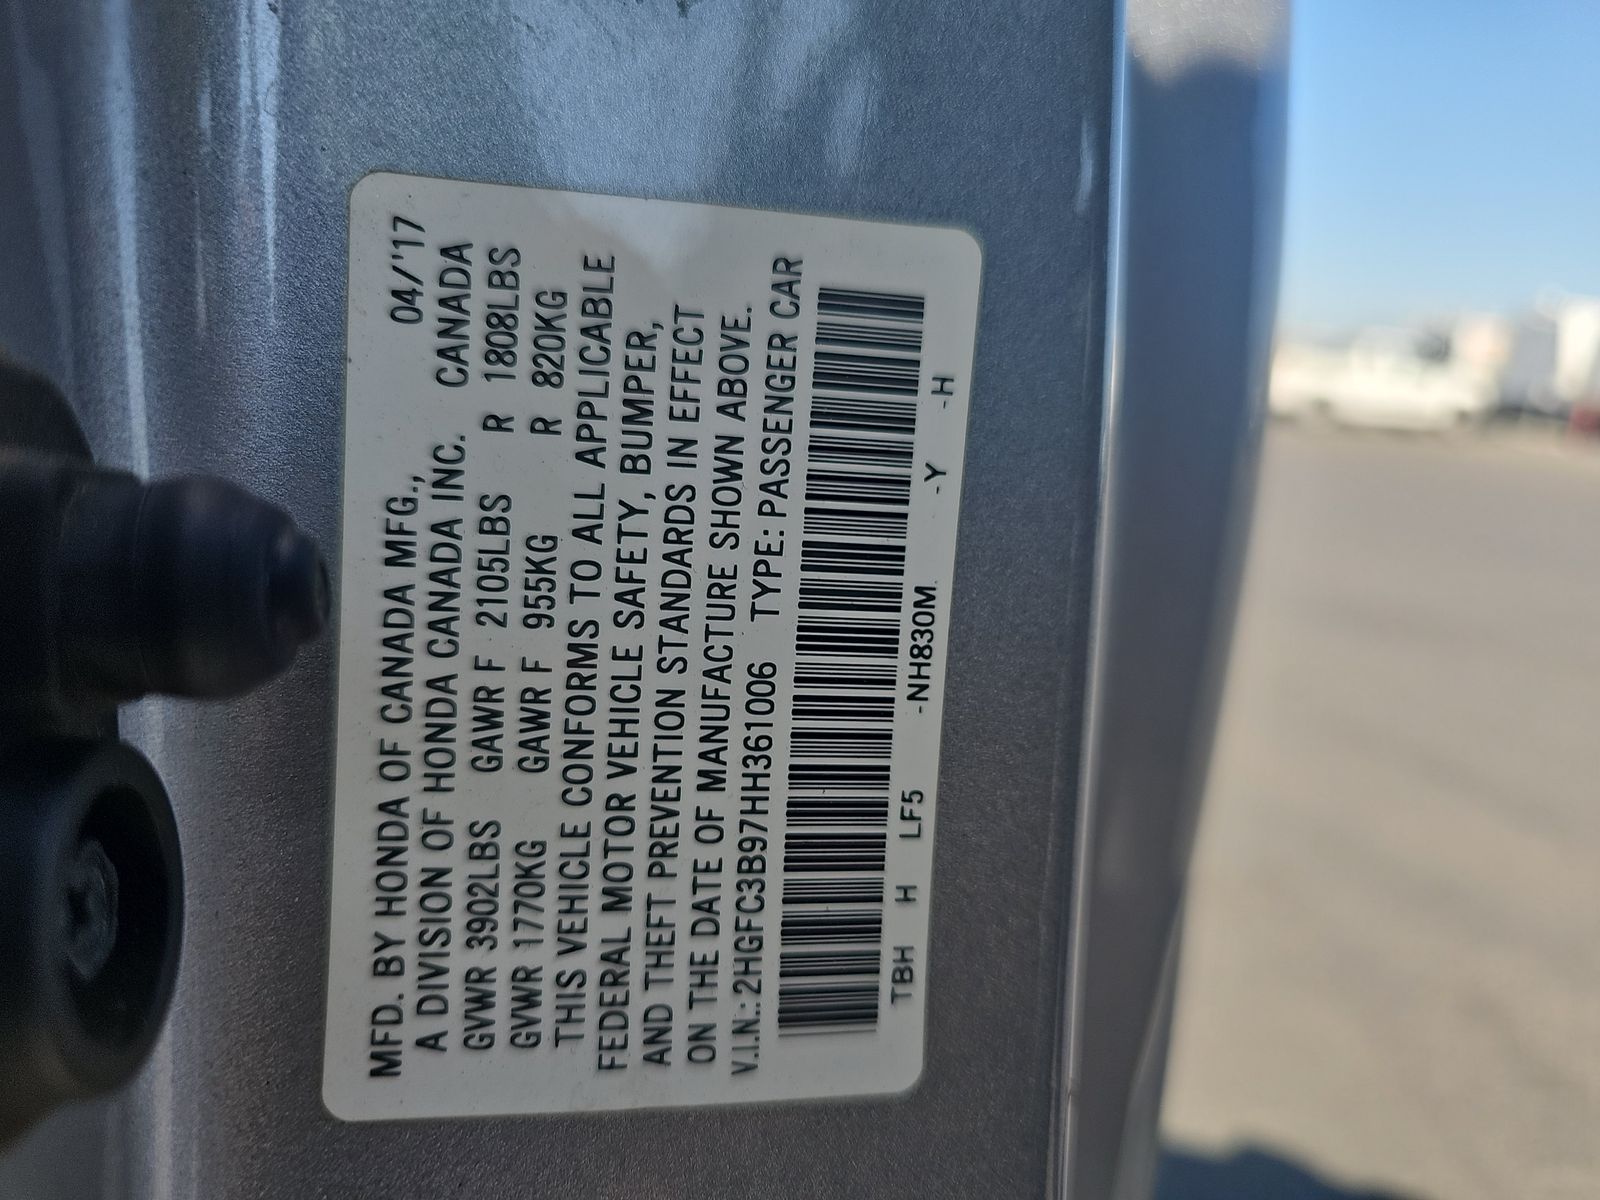 MFD. BY HONDA OF CANADA MFG., 04/'17
A DIVISION OF HONDA CANADA INC. CANADA
GVWR 3902LBS GAWR F 2105LBS R 1808LBS
GVWR 1770KG GAWR F 955KG R 820KG
THIS VEHICLE CONFORMS TO ALL APPLICABLE
FEDERAL MOTOR VEHICLE SAFETY, BUMPER,
AND THEFT PREVENTION STANDARDS IN EFFECT
ON THE DATE OF MANUFACTURE SHOWN ABOVE.
V.I.N.: 2HGFC3B97HH361006 TYPE: PASSENGER CAR
TBH H LF5 -NH830M -Y -H